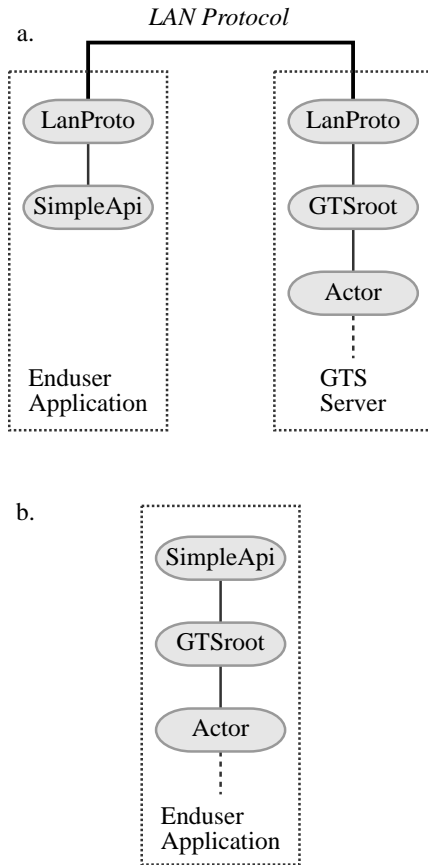 LAN Protocol
a.
LanProto
LanProto
SimpleApi
GTSroot
Actor
Enduser
Application
GTS
Server
b.
SimpleApi
GTSroot
Actor
Enduser
Application